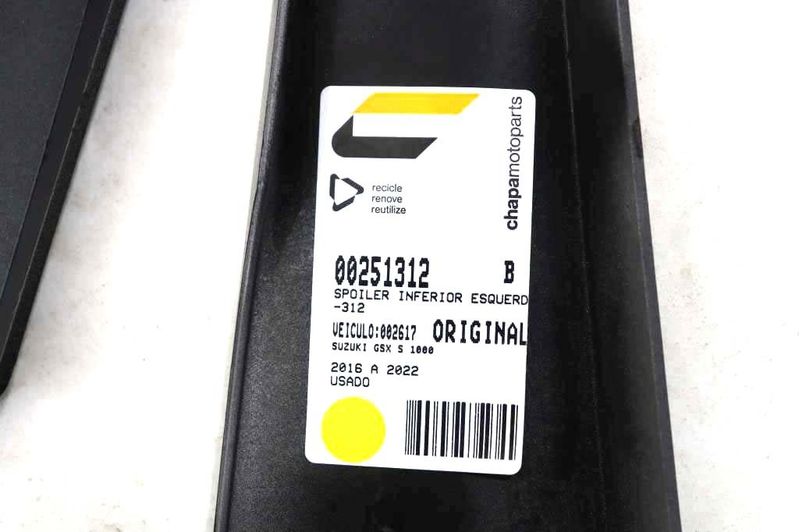 chapamotoparts
recicle
renove
reutilize
00251312 B
SPOILER INFERIOR ESQUERD
-312
VEICULO:002617 ORIGINAL
SUZUKI GSX S 1000
2016 A 2022
USADO